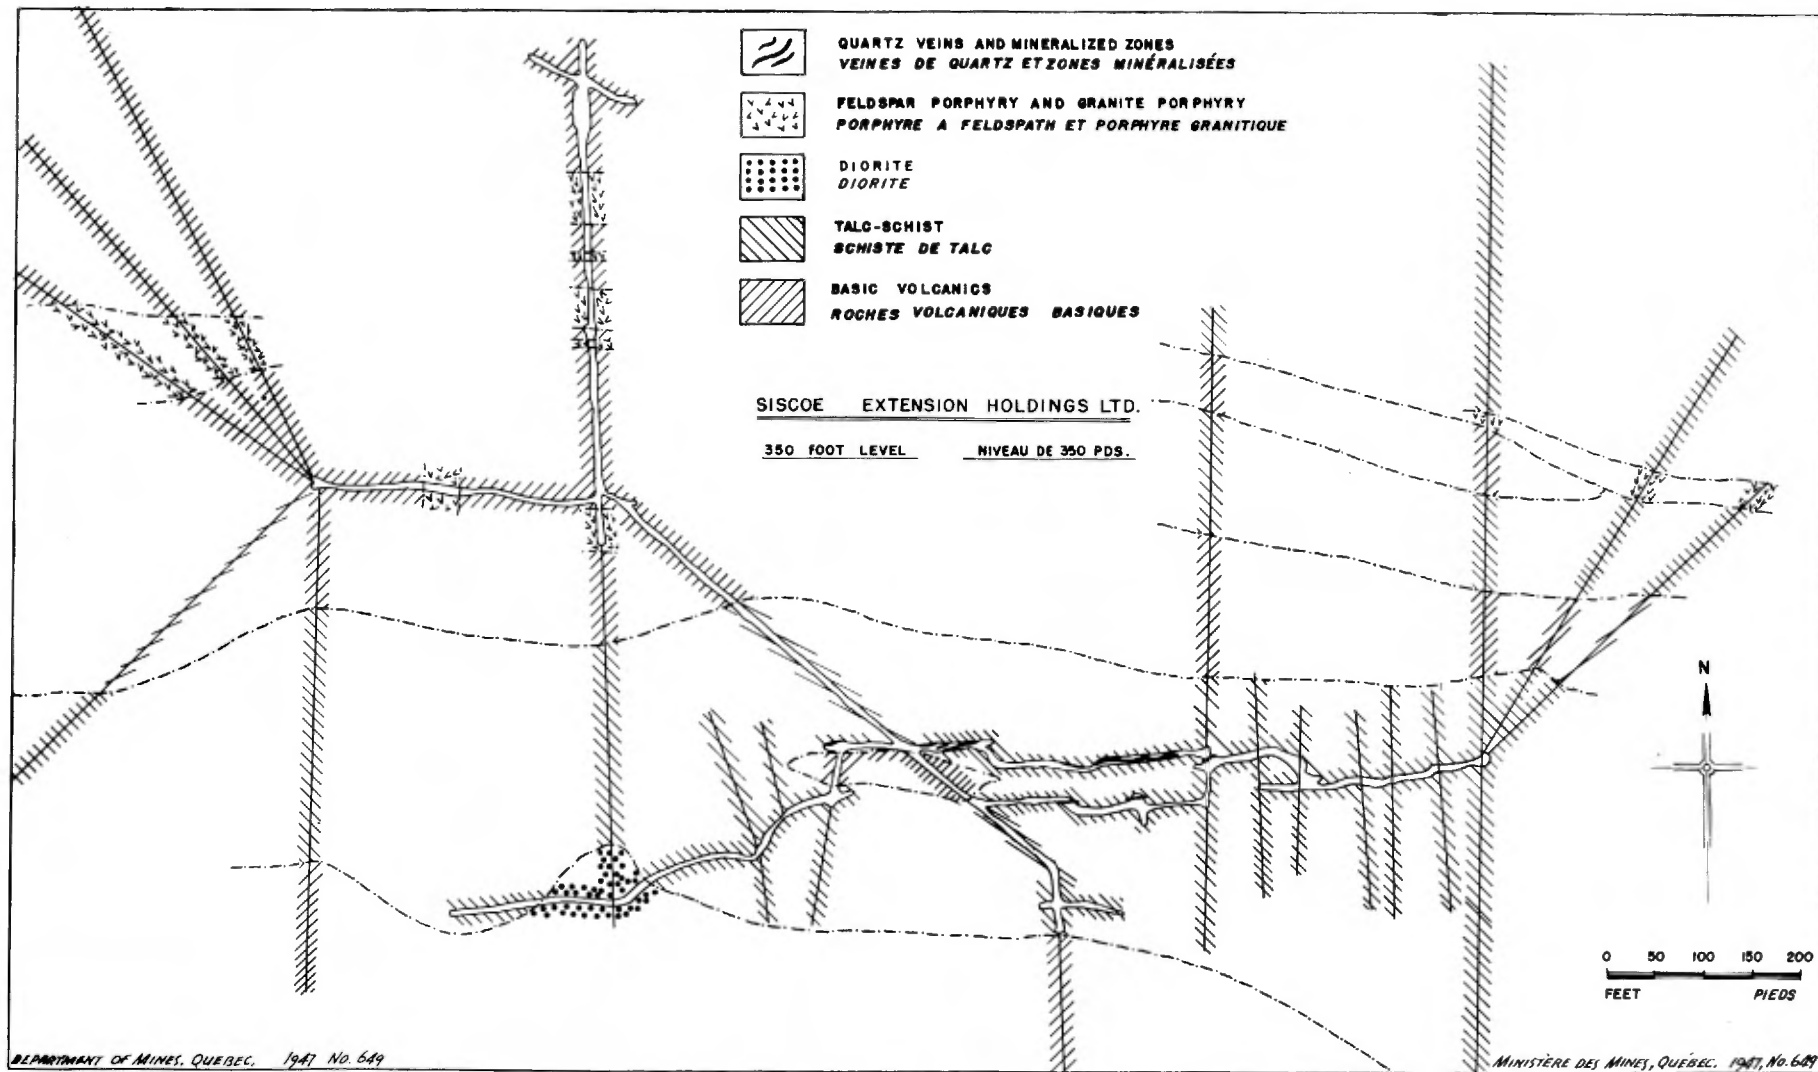 QUARTZ VEINS AND MINERALIZED ZONES
VEINES DE QUARTZ ET ZONES MINÉRALISÉES
FELDSPAR PORPHYRY AND GRANITE PORPHYRY
PORPHYRE A FELDSPATH ET PORPHYRE GRANITIQUE
DIORITE
DIORITE
TALC-SCHIST
SCHISTE DE TALC
BASIC VOLCANICS
ROCHES VOLCANIQUES BASIQUES
SISCOE EXTENSION HOLDINGS LTD.
350 FOOT LEVEL NIVEAU DE 350 PDS.
N
0 50 100 150 200
FEET PIEDS
DEPARTMENT OF MINES, QUEBEC. 1947 No. 649
MINISTÈRE DES MINES, QUÉBEC. 1947, No. 649